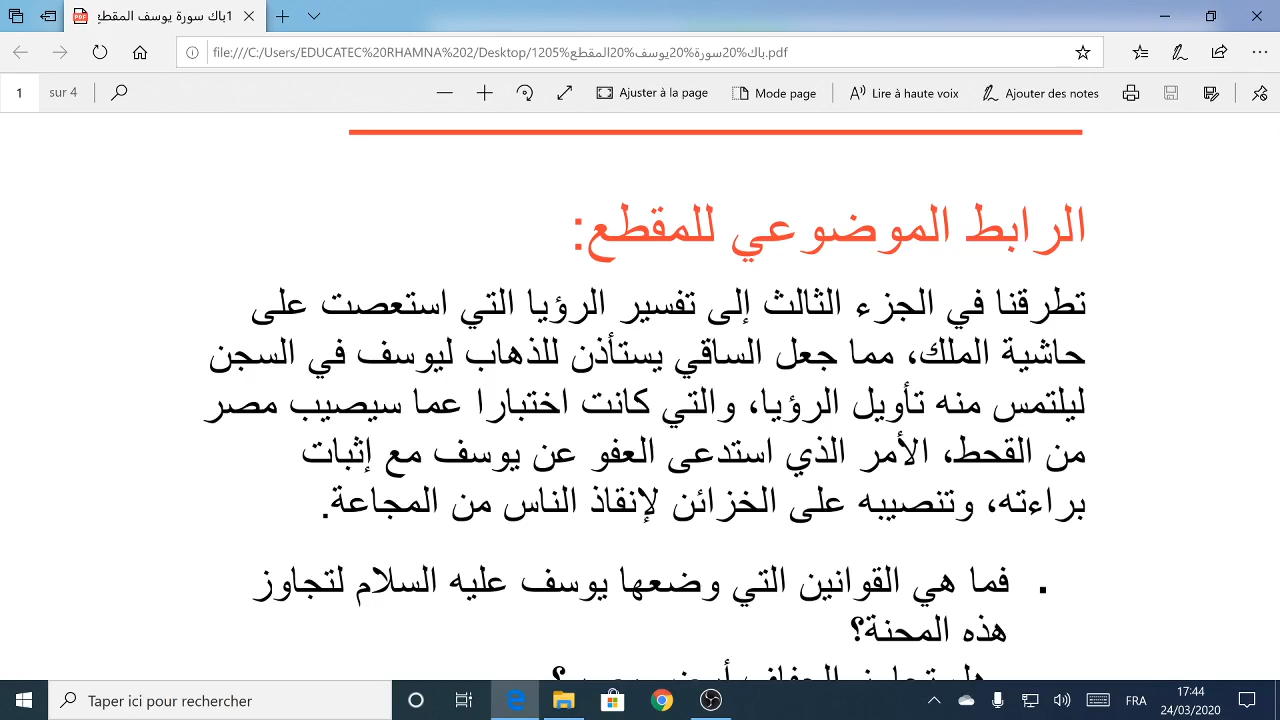 1باك سورة يوسف المقطع
file:///C:/Users/EDUCATEC%20RHAMNA%202/Desktop/1205%باك%20سورة%20يوسف%20المقطع.pdf
1 sur 4 Ajuster à la page Mode page Lire à haute voix Ajouter des notes
الرابط الموضوعي للمقطع:
تطرقنا في الجزء الثالث إلى تفسير الرؤيا التي استعصت على
حاشية الملك، مما جعل الساقي يستأذن للذهاب ليوسف في السجن
ليلتمس منه تأويل الرؤيا، والتي كانت اختبارا عما سيصيب مصر
من القحط، الأمر الذي استدعى العفو عن يوسف مع إثبات
براءته، وتنصيبه على الخزائن لإنقاذ الناس من المجاعة.
. فما هي القوانين التي وضعها يوسف عليه السلام لتجاوز
هذه المحنة؟
Taper ici pour rechercher
FRA
17:44
24/03/2020